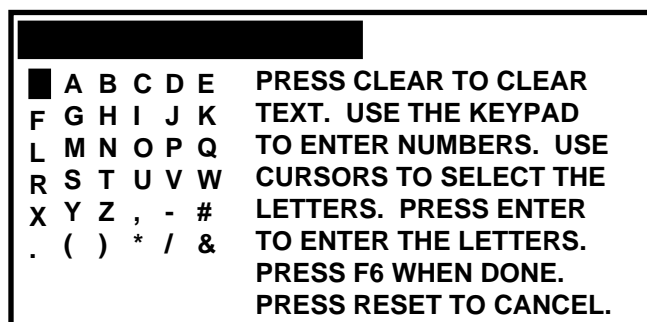 A B C D E PRESS CLEAR TO CLEAR
F G H I J K TEXT. USE THE KEYPAD
L M N O P Q TO ENTER NUMBERS. USE
R S T U V W CURSORS TO SELECT THE
X Y Z , - # LETTERS. PRESS ENTER
. ( ) * / & TO ENTER THE LETTERS.
PRESS F6 WHEN DONE.
PRESS RESET TO CANCEL.